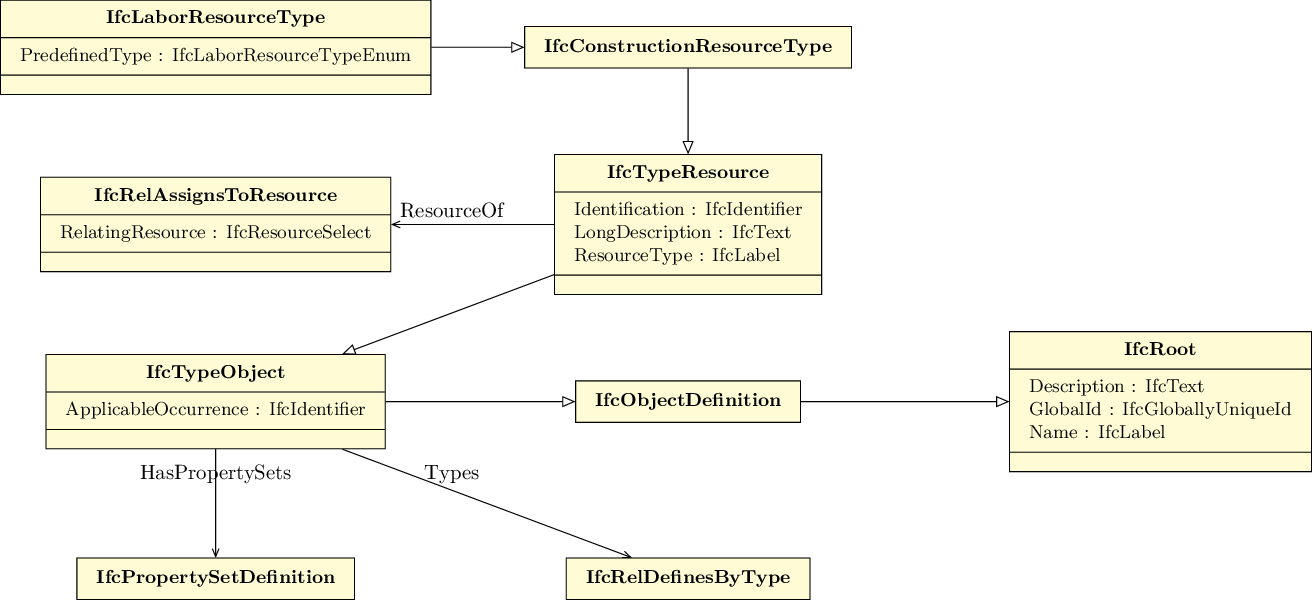 IfcLaborResourceType
PredefinedType : IfcLaborResourceTypeEnum
IfcConstructionResourceType
IfcTypeResource
Identification : IfcIdentifier
LongDescription : IfcText
ResourceType : IfcLabel
ResourceOf
IfcRelAssignsToResource
RelatingResource : IfcResourceSelect
IfcTypeObject
ApplicableOccurrence : IfcIdentifier
IfcObjectDefinition
IfcRoot
Description : IfcText
GlobalId : IfcGloballyUniqueId
Name : IfcLabel
HasPropertySets
Types
IfcPropertySetDefinition
IfcRelDefinesByType